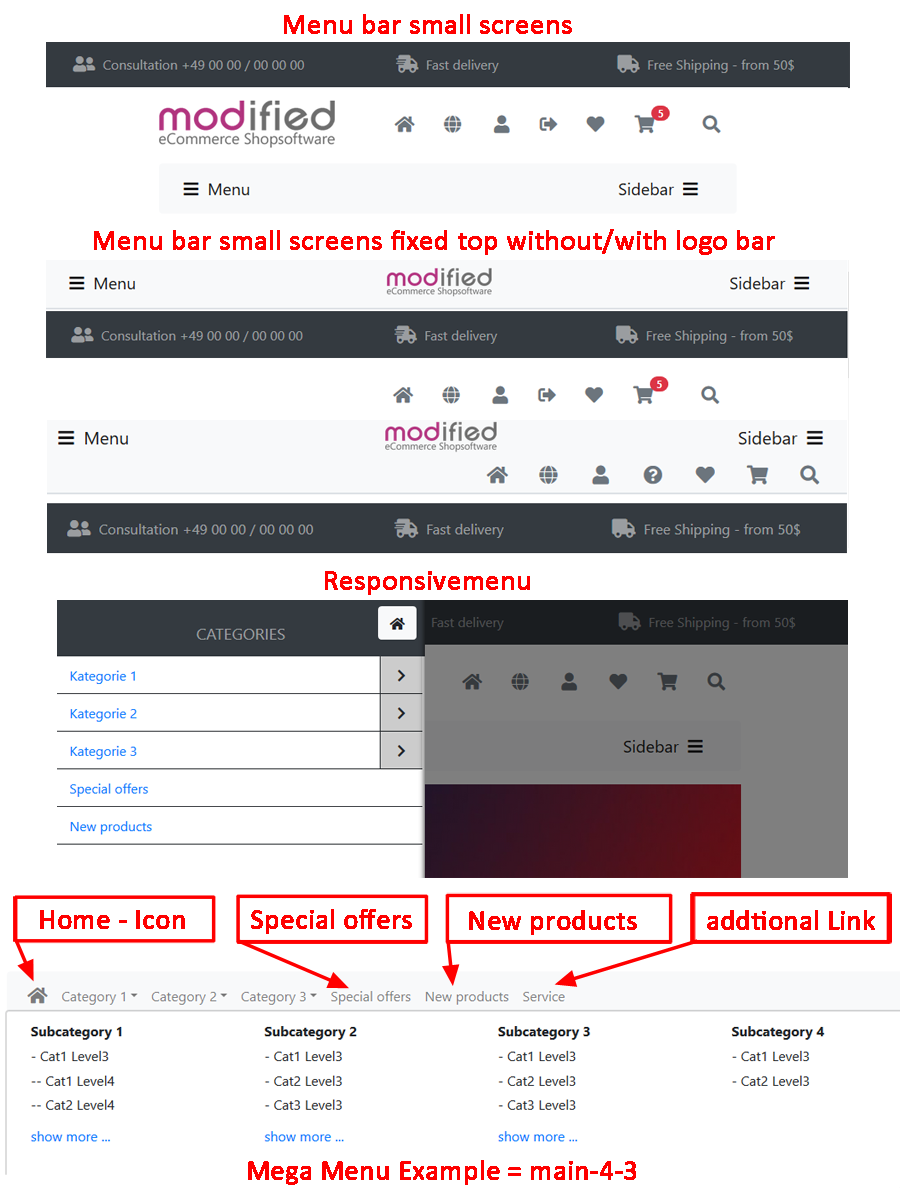 Menu bar small screens
Consultation +49 00 00 / 00 00 00 Fast delivery Free Shipping - from 50$
modified
eCommerce Shopsoftware
5
Menu Sidebar
Menu bar small screens fixed top without/with logo bar
Menu modified Sidebar
eCommerce Shopsoftware
Consultation +49 00 00 / 00 00 00 Fast delivery Free Shipping - from 50$
5
Menu modified Sidebar
eCommerce Shopsoftware
?
Consultation +49 00 00 / 00 00 00 Fast delivery Free Shipping - from 50$
Responsivemenu
CATEGORIES Fast delivery Free Shipping - from 50$
Kategorie 1
Kategorie 2
Kategorie 3 Sidebar
Special offers
New products
Home - Icon Special offers New products addtional Link
Category 1 Category 2 Category 3 Special offers New products Service
Subcategory 1 Subcategory 2 Subcategory 3 Subcategory 4
- Cat1 Level3 - Cat1 Level3 - Cat1 Level3 - Cat1 Level3
-- Cat1 Level4 - Cat2 Level3 - Cat2 Level3 - Cat2 Level3
-- Cat2 Level4 - Cat3 Level3 - Cat3 Level3
show more ... show more ... show more ...
Mega Menu Example = main-4-3